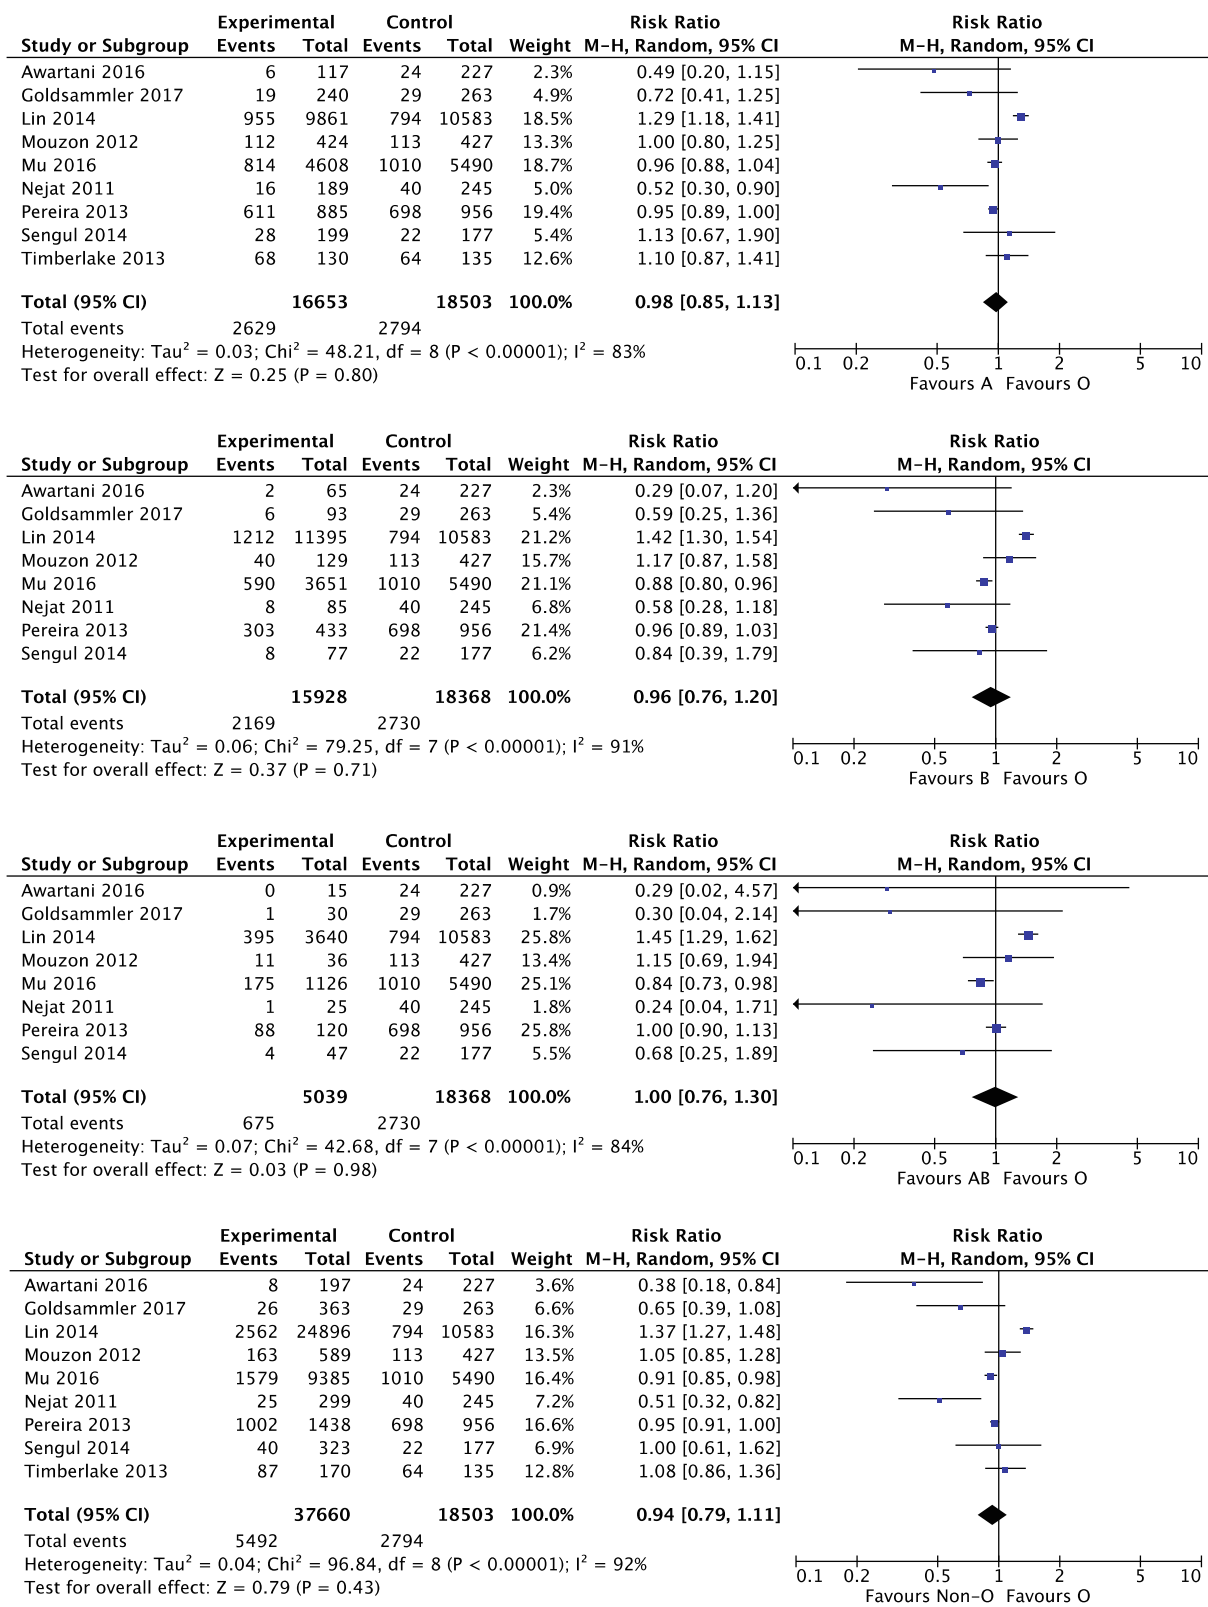 Experimental Control Risk Ratio Risk Ratio
Study or Subgroup Events Total Events Total Weight M-H, Random, 95% CI M-H, Random, 95% CI
Awartani 2016 6 117 24 227 2.3% 0.49 [0.20, 1.15]
Goldsammler 2017 19 240 29 263 4.9% 0.72 [0.41, 1.25]
Lin 2014 955 9861 794 10583 18.5% 1.29 [1.18, 1.41]
Mouzon 2012 112 424 113 427 13.3% 1.00 [0.80, 1.25]
Mu 2016 814 4608 1010 5490 18.7% 0.96 [0.88, 1.04]
Nejat 2011 16 189 40 245 5.0% 0.52 [0.30, 0.90]
Pereira 2013 611 885 698 956 19.4% 0.95 [0.89, 1.00]
Sengul 2014 28 199 22 177 5.4% 1.13 [0.67, 1.90]
Timberlake 2013 68 130 64 135 12.6% 1.10 [0.87, 1.41]
Total (95% CI) 16653 18503 100.0% 0.98 [0.85, 1.13]
Total events 2629 2794
Heterogeneity: Tau² = 0.03; Chi² = 48.21, df = 8 (P < 0.00001); I² = 83%
Test for overall effect: Z = 0.25 (P = 0.80)
0.1 0.2 0.5 1 2 5 10
Favours A Favours O
Experimental Control Risk Ratio Risk Ratio
Study or Subgroup Events Total Events Total Weight M-H, Random, 95% CI M-H, Random, 95% CI
Awartani 2016 2 65 24 227 2.3% 0.29 [0.07, 1.20]
Goldsammler 2017 6 93 29 263 5.4% 0.59 [0.25, 1.36]
Lin 2014 1212 11395 794 10583 21.2% 1.42 [1.30, 1.54]
Mouzon 2012 40 129 113 427 15.7% 1.17 [0.87, 1.58]
Mu 2016 590 3651 1010 5490 21.1% 0.88 [0.80, 0.96]
Nejat 2011 8 85 40 245 6.8% 0.58 [0.28, 1.18]
Pereira 2013 303 433 698 956 21.4% 0.96 [0.89, 1.03]
Sengul 2014 8 77 22 177 6.2% 0.84 [0.39, 1.79]
Total (95% CI) 15928 18368 100.0% 0.96 [0.76, 1.20]
Total events 2169 2730
Heterogeneity: Tau² = 0.06; Chi² = 79.25, df = 7 (P < 0.00001); I² = 91%
Test for overall effect: Z = 0.37 (P = 0.71)
0.1 0.2 0.5 1 2 5 10
Favours B Favours O
Experimental Control Risk Ratio Risk Ratio
Study or Subgroup Events Total Events Total Weight M-H, Random, 95% CI M-H, Random, 95% CI
Awartani 2016 0 15 24 227 0.9% 0.29 [0.02, 4.57]
Goldsammler 2017 1 30 29 263 1.7% 0.30 [0.04, 2.14]
Lin 2014 395 3640 794 10583 25.8% 1.45 [1.29, 1.62]
Mouzon 2012 11 36 113 427 13.4% 1.15 [0.69, 1.94]
Mu 2016 175 1126 1010 5490 25.1% 0.84 [0.73, 0.98]
Nejat 2011 1 25 40 245 1.8% 0.24 [0.04, 1.71]
Pereira 2013 88 120 698 956 25.8% 1.00 [0.90, 1.13]
Sengul 2014 4 47 22 177 5.5% 0.68 [0.25, 1.89]
Total (95% CI) 5039 18368 100.0% 1.00 [0.76, 1.30]
Total events 675 2730
Heterogeneity: Tau² = 0.07; Chi² = 42.68, df = 7 (P < 0.00001); I² = 84%
Test for overall effect: Z = 0.03 (P = 0.98)
0.1 0.2 0.5 1 2 5 10
Favours AB Favours O
Experimental Control Risk Ratio Risk Ratio
Study or Subgroup Events Total Events Total Weight M-H, Random, 95% CI M-H, Random, 95% CI
Awartani 2016 8 197 24 227 3.6% 0.38 [0.18, 0.84]
Goldsammler 2017 26 363 29 263 6.6% 0.65 [0.39, 1.08]
Lin 2014 2562 24896 794 10583 16.3% 1.37 [1.27, 1.48]
Mouzon 2012 163 589 113 427 13.5% 1.05 [0.85, 1.28]
Mu 2016 1579 9385 1010 5490 16.4% 0.91 [0.85, 0.98]
Nejat 2011 25 299 40 245 7.2% 0.51 [0.32, 0.82]
Pereira 2013 1002 1438 698 956 16.6% 0.95 [0.91, 1.00]
Sengul 2014 40 323 22 177 6.9% 1.00 [0.61, 1.62]
Timberlake 2013 87 170 64 135 12.8% 1.08 [0.86, 1.36]
Total (95% CI) 37660 18503 100.0% 0.94 [0.79, 1.11]
Total events 5492 2794
Heterogeneity: Tau² = 0.04; Chi² = 96.84, df = 8 (P < 0.00001); I² = 92%
Test for overall effect: Z = 0.79 (P = 0.43)
0.1 0.2 0.5 1 2 5 10
Favours Non-O Favours O